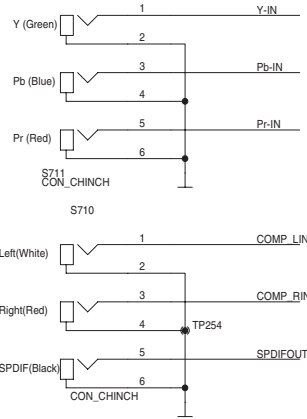 1 Y-IN
Y (Green)
2
3 Pb-IN
Pb (Blue)
4
5 Pr-IN
Pr (Red)
6
S711
CON_CHINCH
S710
1 COMP_LIN
Left(White)
2
3 COMP_RIN
Right(Red)
4 TP254
5 SPDIFOUT
SPDIF(Black)
6
CON_CHINCH